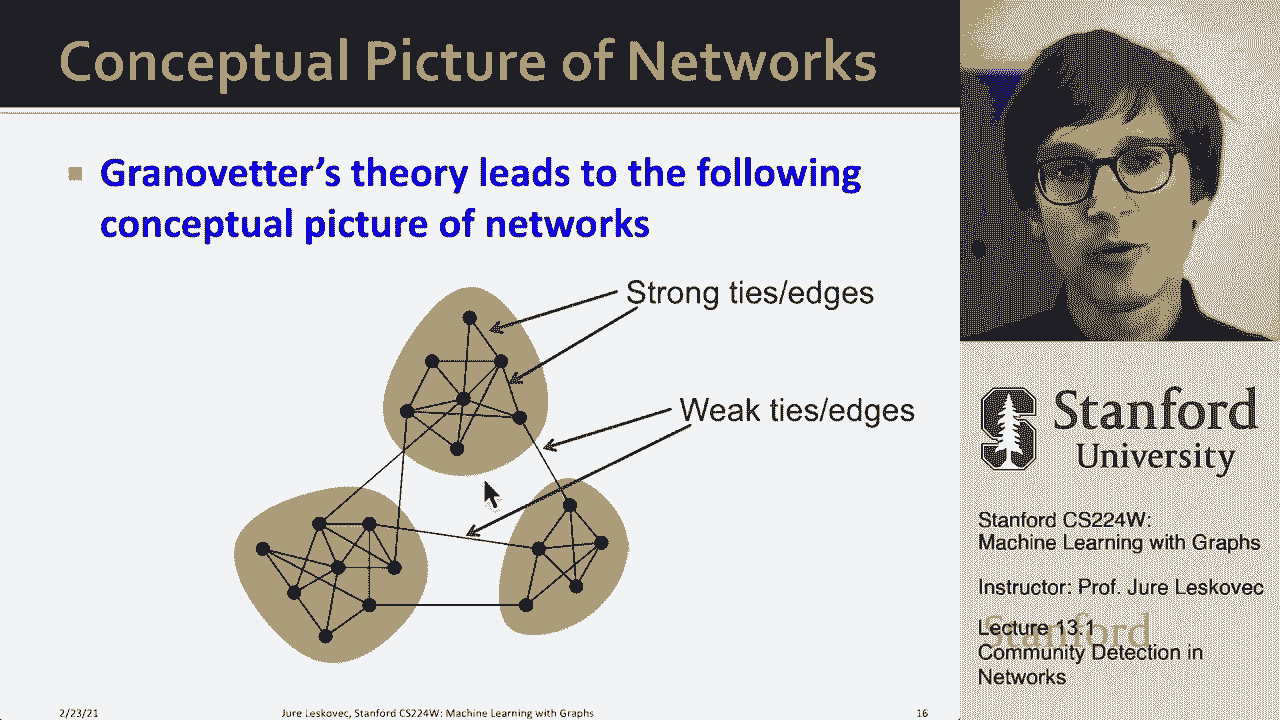 Conceptual Picture of Networks
Granovetter's theory leads to the following
conceptual picture of networks
Strong ties/edges
Weak ties/edges
2/23/21
Jure Leskovec, Stanford CS224W: Machine Learning with Graphs
16
Stanford
University
Stanford CS224W:
Machine Learning with Graphs
Instructor: Prof. Jure Leskovec
Lecture 13.1
Community Detection in
Networks
Stanford